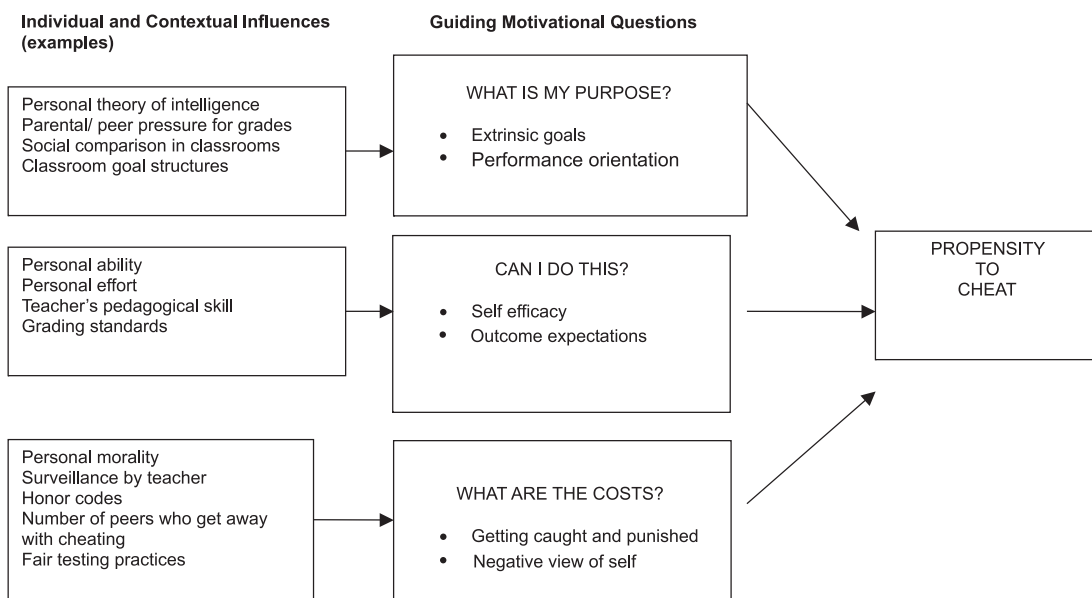 Individual and Contextual Influences
(examples)
Guiding Motivational Questions
Personal theory of intelligence
Parental/ peer pressure for grades
Social comparison in classrooms
Classroom goal structures
WHAT IS MY PURPOSE?
• Extrinsic goals
• Performance orientation
Personal ability
Personal effort
Teacher's pedagogical skill
Grading standards
CAN I DO THIS?
• Self efficacy
• Outcome expectations
Personal morality
Surveillance by teacher
Honor codes
Number of peers who get away
with cheating
Fair testing practices
WHAT ARE THE COSTS?
• Getting caught and punished
• Negative view of self
PROPENSITY
TO
CHEAT